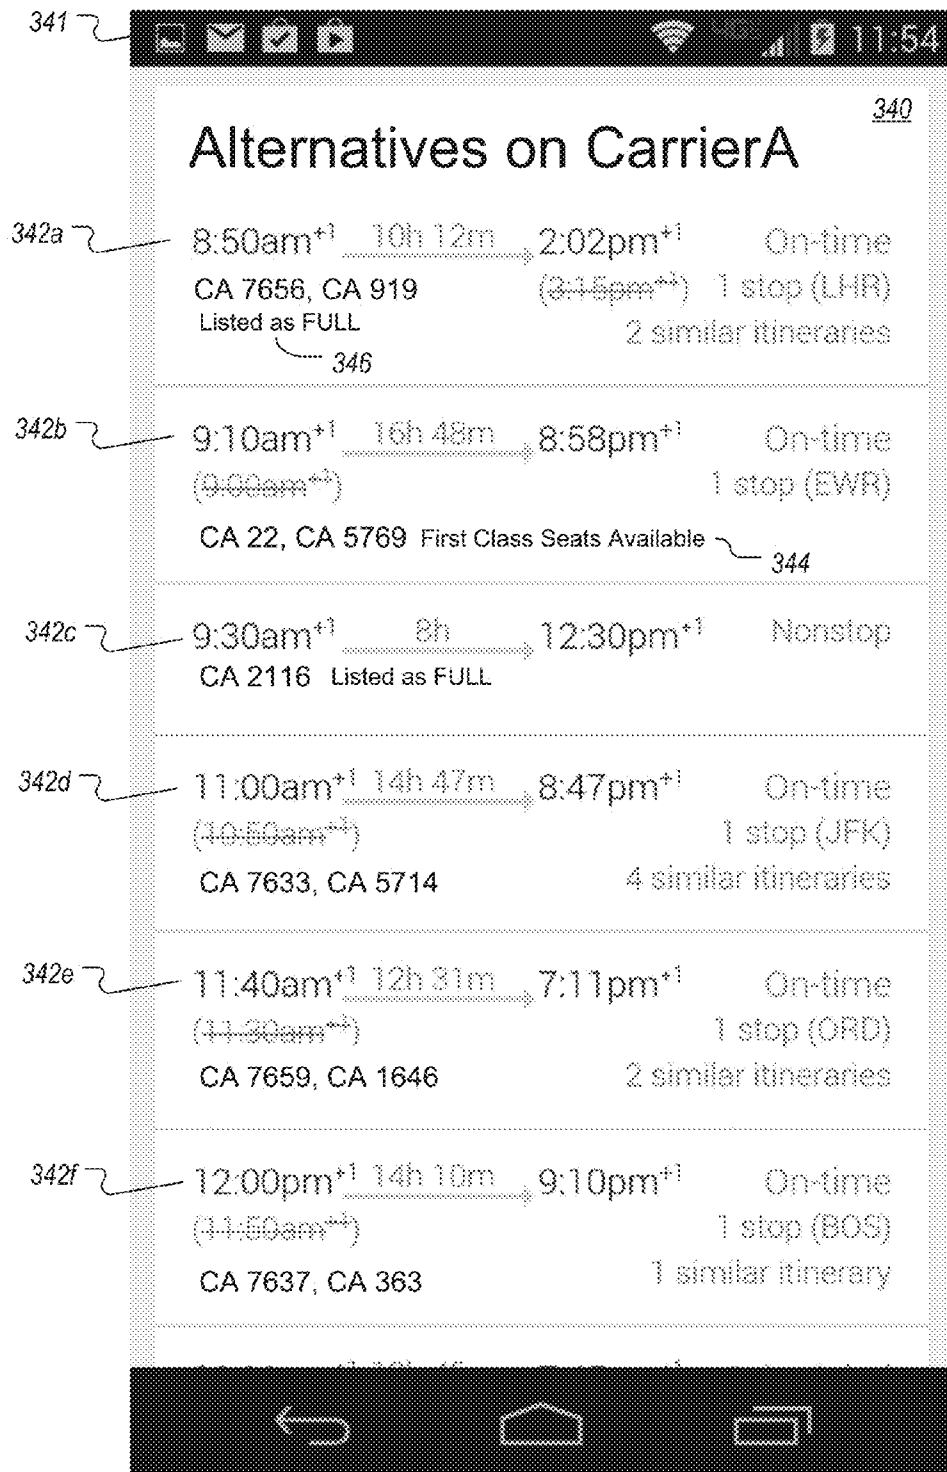 341
11:54
340
Alternatives on CarrierA
342a 8:50am+1 10h 12m 2:02pm+1 On-time
CA 7656, CA 919 (3:15pm+1) 1 stop (LHR)
Listed as FULL 2 similar itineraries
346
342b 9:10am+1 16h 48m 8:58pm+1 On-time
(9:00am+1) 1 stop (EWR)
CA 22, CA 5769 First Class Seats Available
344
342c 9:30am+1 8h 12:30pm+1 Nonstop
CA 2116 Listed as FULL
342d 11:00am+1 14h 47m 8:47pm+1 On-time
(10:50am+1) 1 stop (JFK)
CA 7633, CA 5714 4 similar itineraries
342e 11:40am+1 12h 31m 7:11pm+1 On-time
(11:30am+1) 1 stop (ORD)
CA 7659, CA 1646 2 similar itineraries
342f 12:00pm+1 14h 10m 9:10pm+1 On-time
(11:50am+1) 1 stop (BOS)
CA 7637, CA 363 1 similar itinerary